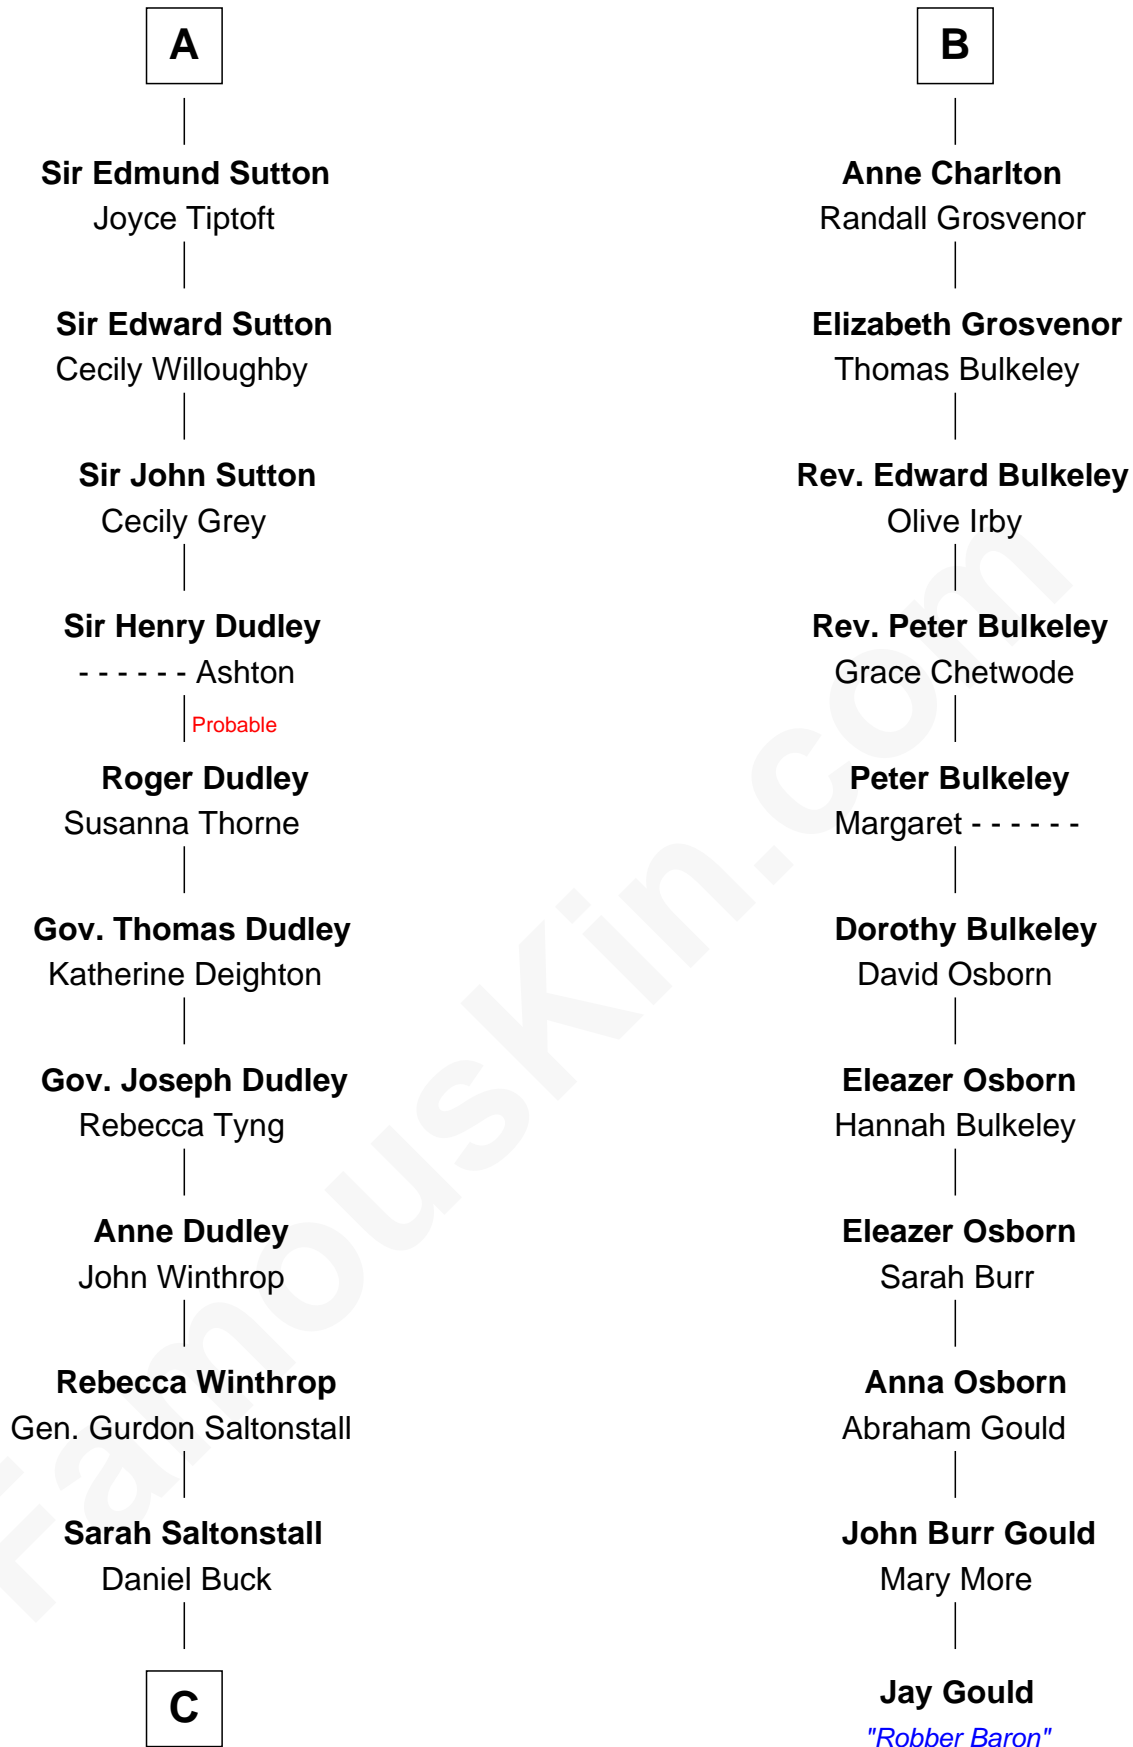 A
Sir Edmund Sutton
Joyce Tiptoft
Sir Edward Sutton
Cecily Willoughby
Sir John Sutton
Cecily Grey
Sir Henry Dudley
- - - - - - Ashton
Probable
Roger Dudley
Susanna Thorne
Gov. Thomas Dudley
Katherine Deighton
Gov. Joseph Dudley
Rebecca Tyng
Anne Dudley
John Winthrop
Rebecca Winthrop
Gen. Gurdon Saltonstall
Sarah Saltonstall
Daniel Buck
C
B
Anne Charlton
Randall Grosvenor
Elizabeth Grosvenor
Thomas Bulkeley
Rev. Edward Bulkeley
Olive Irby
Rev. Peter Bulkeley
Grace Chetwode
Peter Bulkeley
Margaret - - - - - -
Dorothy Bulkeley
David Osborn
Eleazer Osborn
Hannah Bulkeley
Eleazer Osborn
Sarah Burr
Anna Osborn
Abraham Gould
John Burr Gould
Mary More
Jay Gould
"Robber Baron"
FamousKin.com